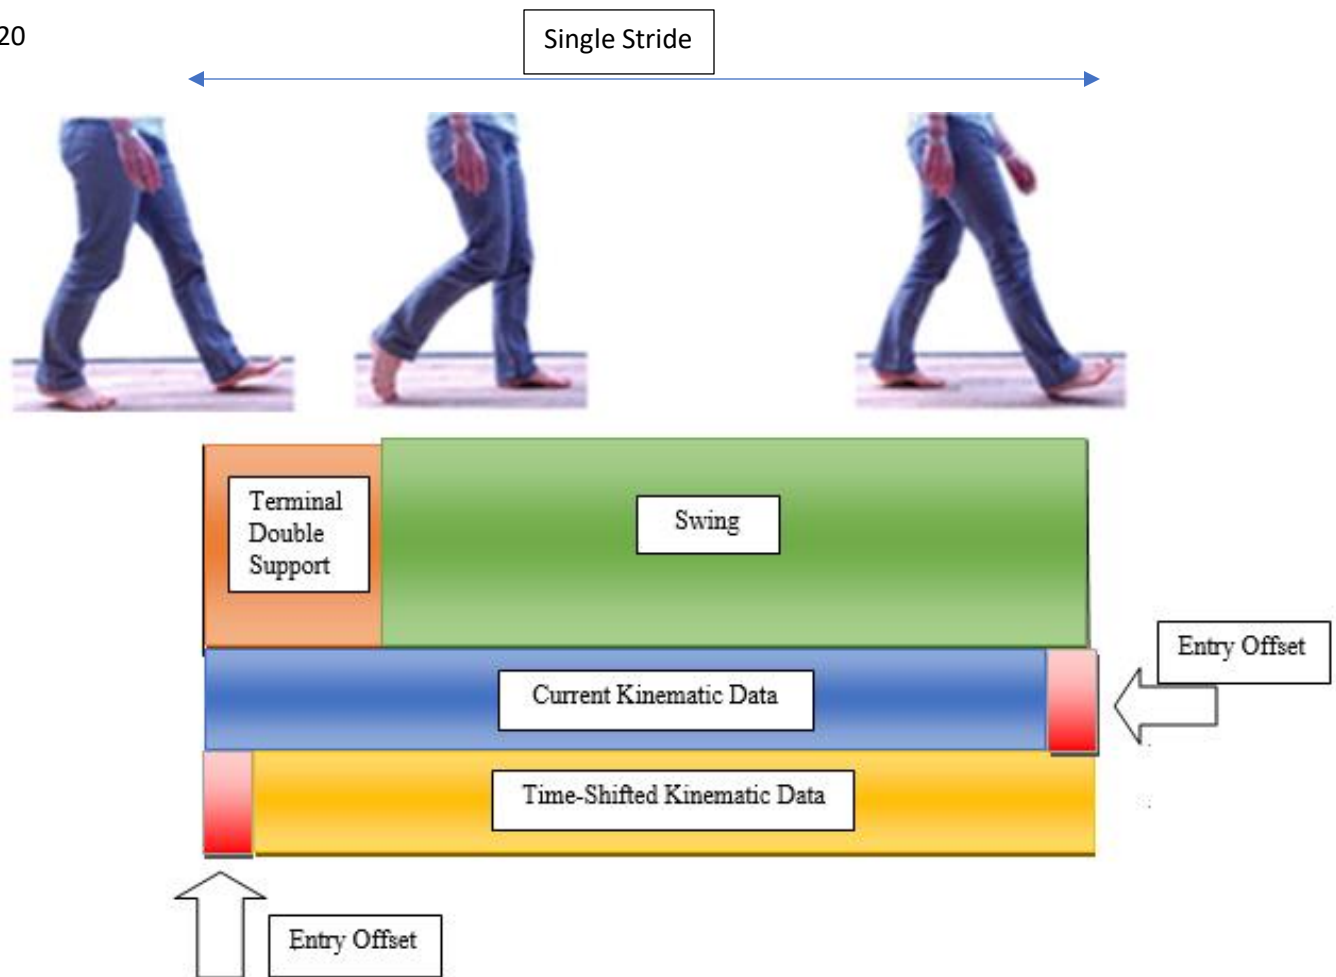 20
Single Stride
Terminal
Double
Support
Swing
Entry Offset
Current Kinematic Data
Time-Shifted Kinematic Data
Entry Offset